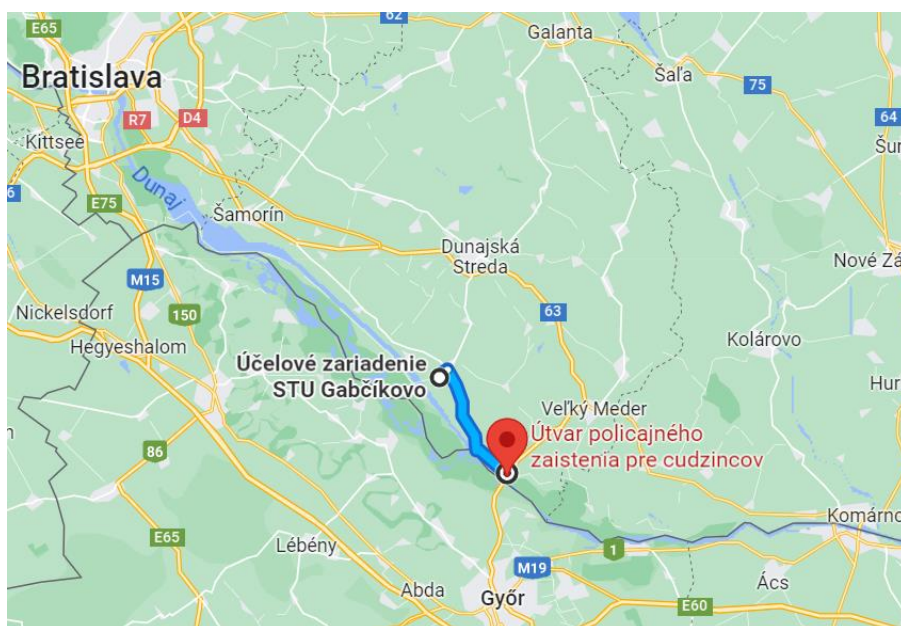 E65
62
Galanta
Bratislava
Šaľa
75
R7
D4
64
Kittsee
Šur
6
Dunaj
E75
Šamorín
Dunajská
Streda
M15
Nové Zá
63
Nickelsdorf
150
Kolárovo
Hegyeshalom
Účelové zariadenie
STU Gabčíkovo
Hur
Veľký Meder
Útvar policajného
zaistenia pre cudzincov
86
Komárno
E65
Lébény
1
M19
Ács
Abda
Győr
E60